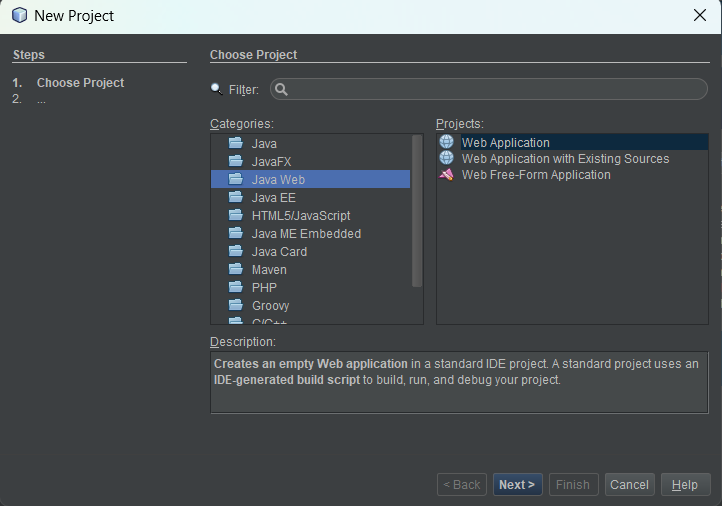 New Project
Steps
1. Choose Project
2. ...
Choose Project
Filter:
Categories:
Java
JavaFX
Java Web
Java EE
HTML5/JavaScript
Java ME Embedded
Java Card
Maven
PHP
Groovy
C/C++
Projects:
Web Application
Web Application with Existing Sources
Web Free-Form Application
Description:
Creates an empty Web application in a standard IDE project. A standard project uses an
IDE-generated build script to build, run, and debug your project.
< Back
Next >
Finish
Cancel
Help